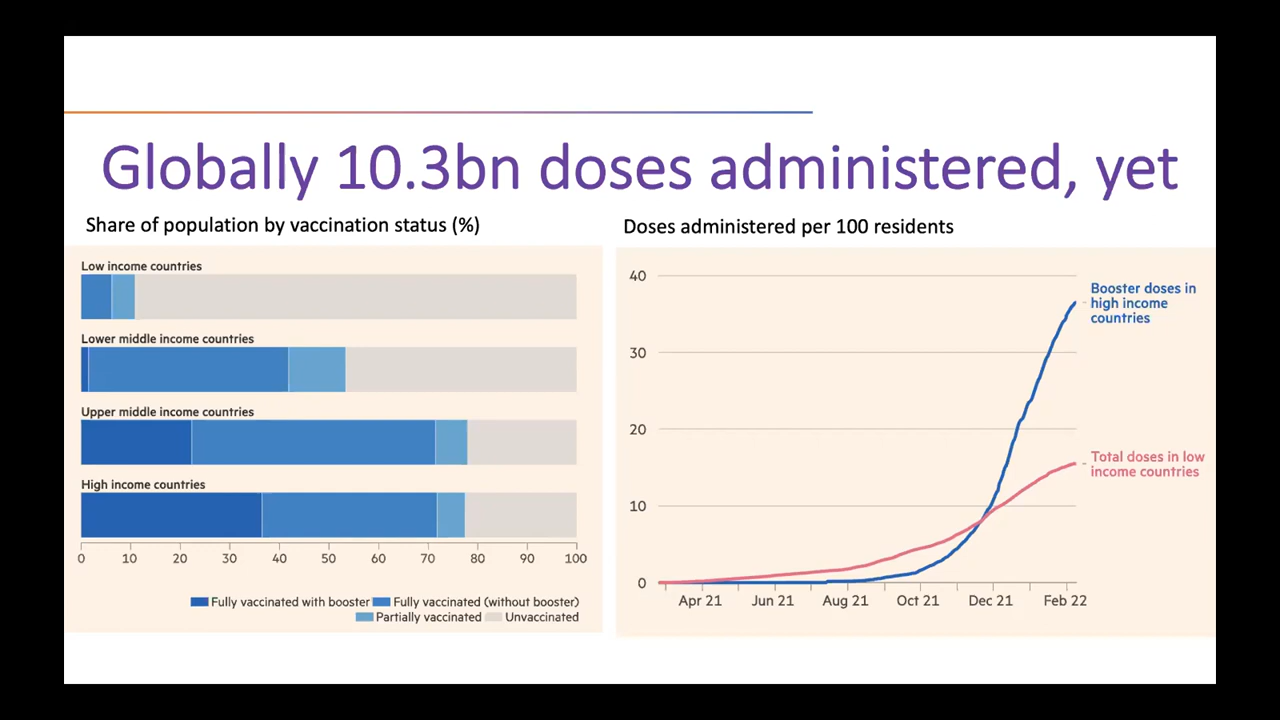 Globally 10.3bn doses administered, yet
Share of population by vaccination status (%)
Low income countries
Lower middle income countries
Upper middle income countries
High income countries
0 10 20 30 40 50 60 70 80 90 100
Fully vaccinated with booster Fully vaccinated (without booster)
Partially vaccinated Unvaccinated
Doses administered per 100 residents
40
30
20
10
0
Booster doses in
high income
countries
Total doses in low
income countries
Apr 21 Jun 21 Aug 21 Oct 21 Dec 21 Feb 22